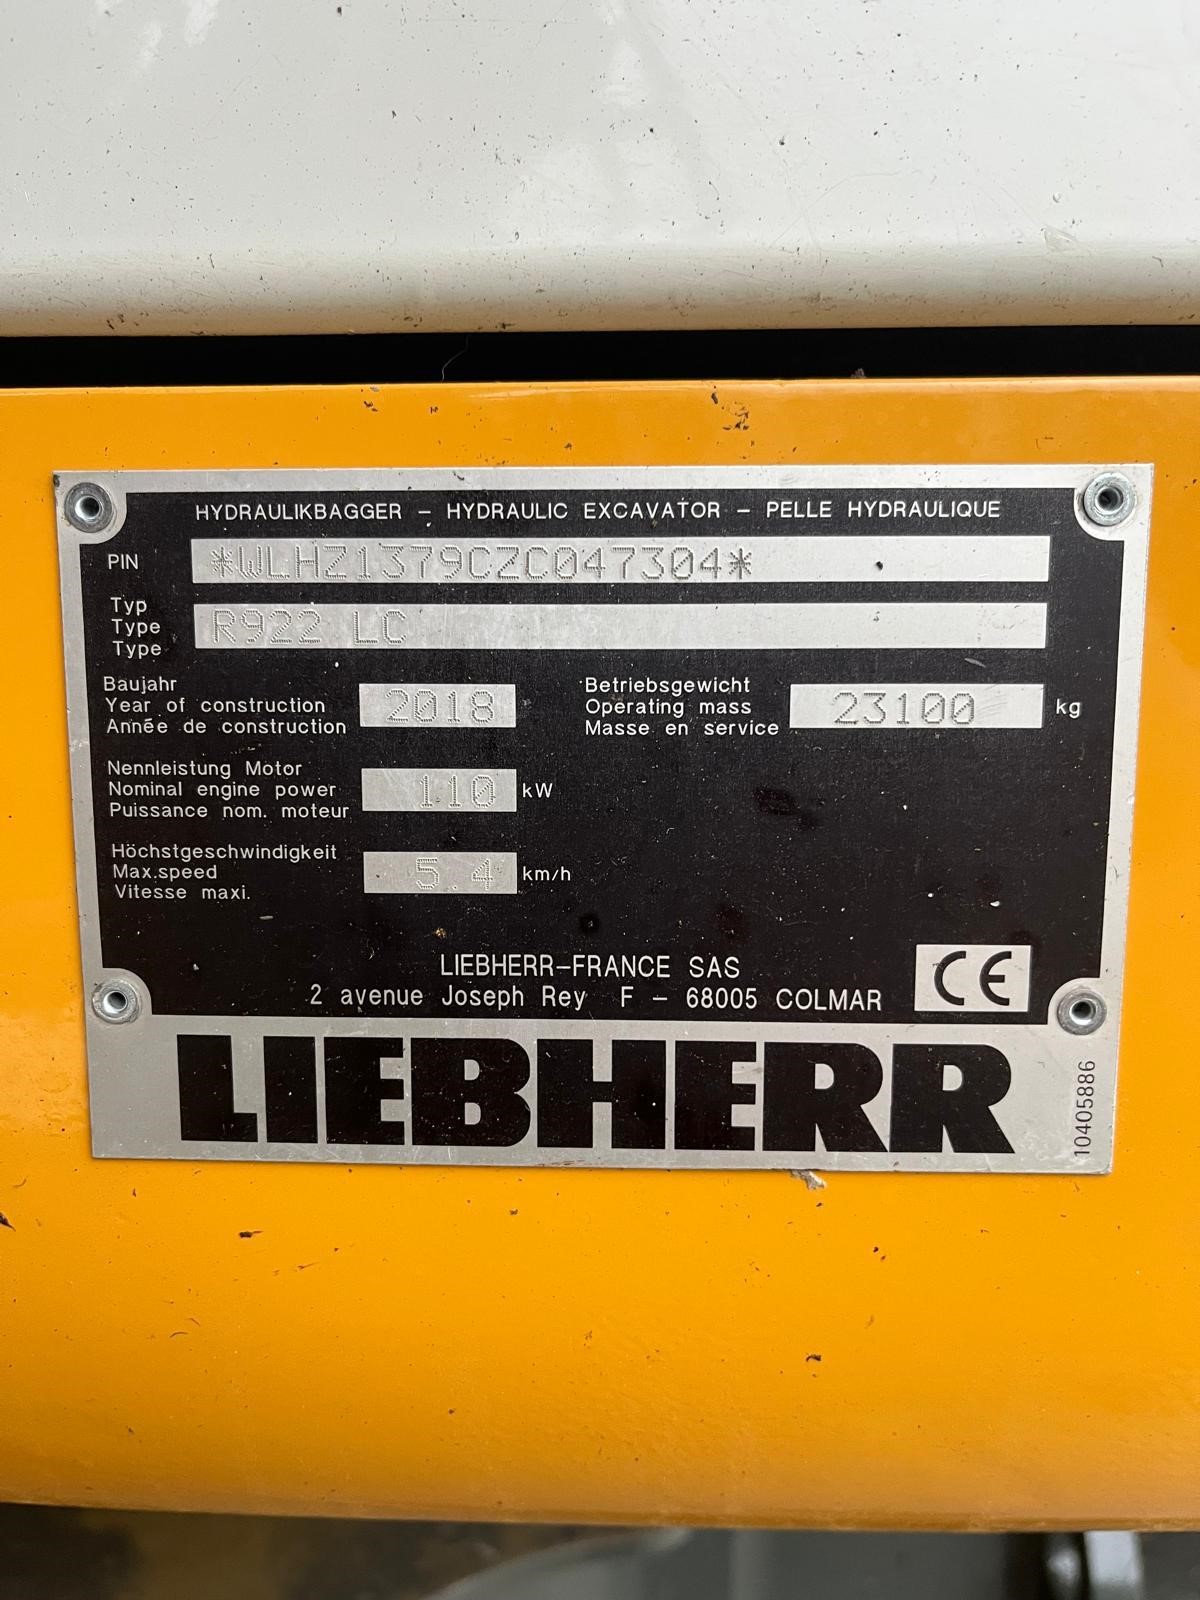 HYDRAULIKBAGGER – HYDRAULIC EXCAVATOR – PELLE HYDRAULIQUE
PIN *WLHZ1379CZC047304*
Typ
Type
Type
R922 LC
Baujahr
Year of construction
Année de construction
2018
Betriebsgewicht
Operating mass
Masse en service
23100 kg
Nennleistung Motor
Nominal engine power
Puissance nom. moteur
110 kW
Höchstgeschwindigkeit
Max.speed
Vitesse maxi.
5.4 km/h
LIEBHERR–FRANCE SAS
2 avenue Joseph Rey F – 68005 COLMAR
CE
LIEBHERR
10405886